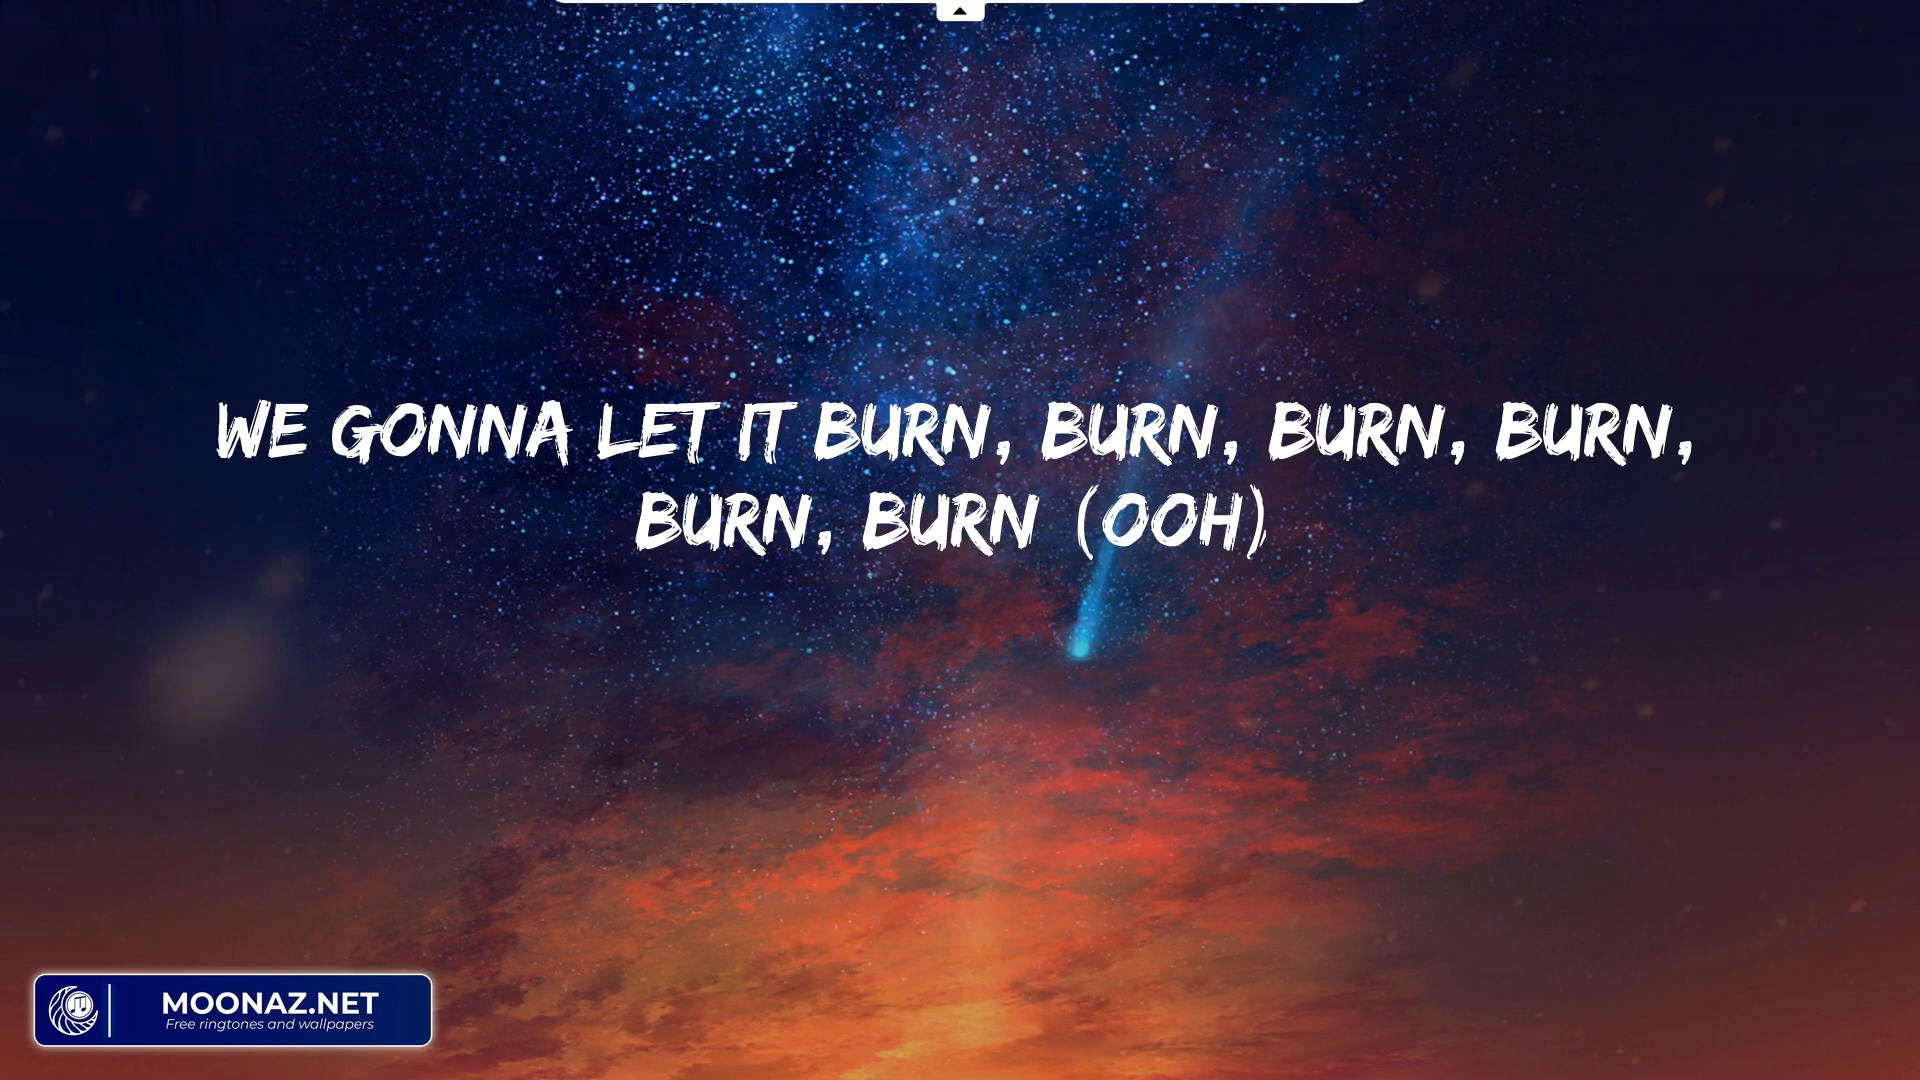 WE GONNA LET IT BURN, BURN, BURN, BURN,
BURN, BURN (OOH)
MOONAZ.NET
Free ringtones and wallpapers